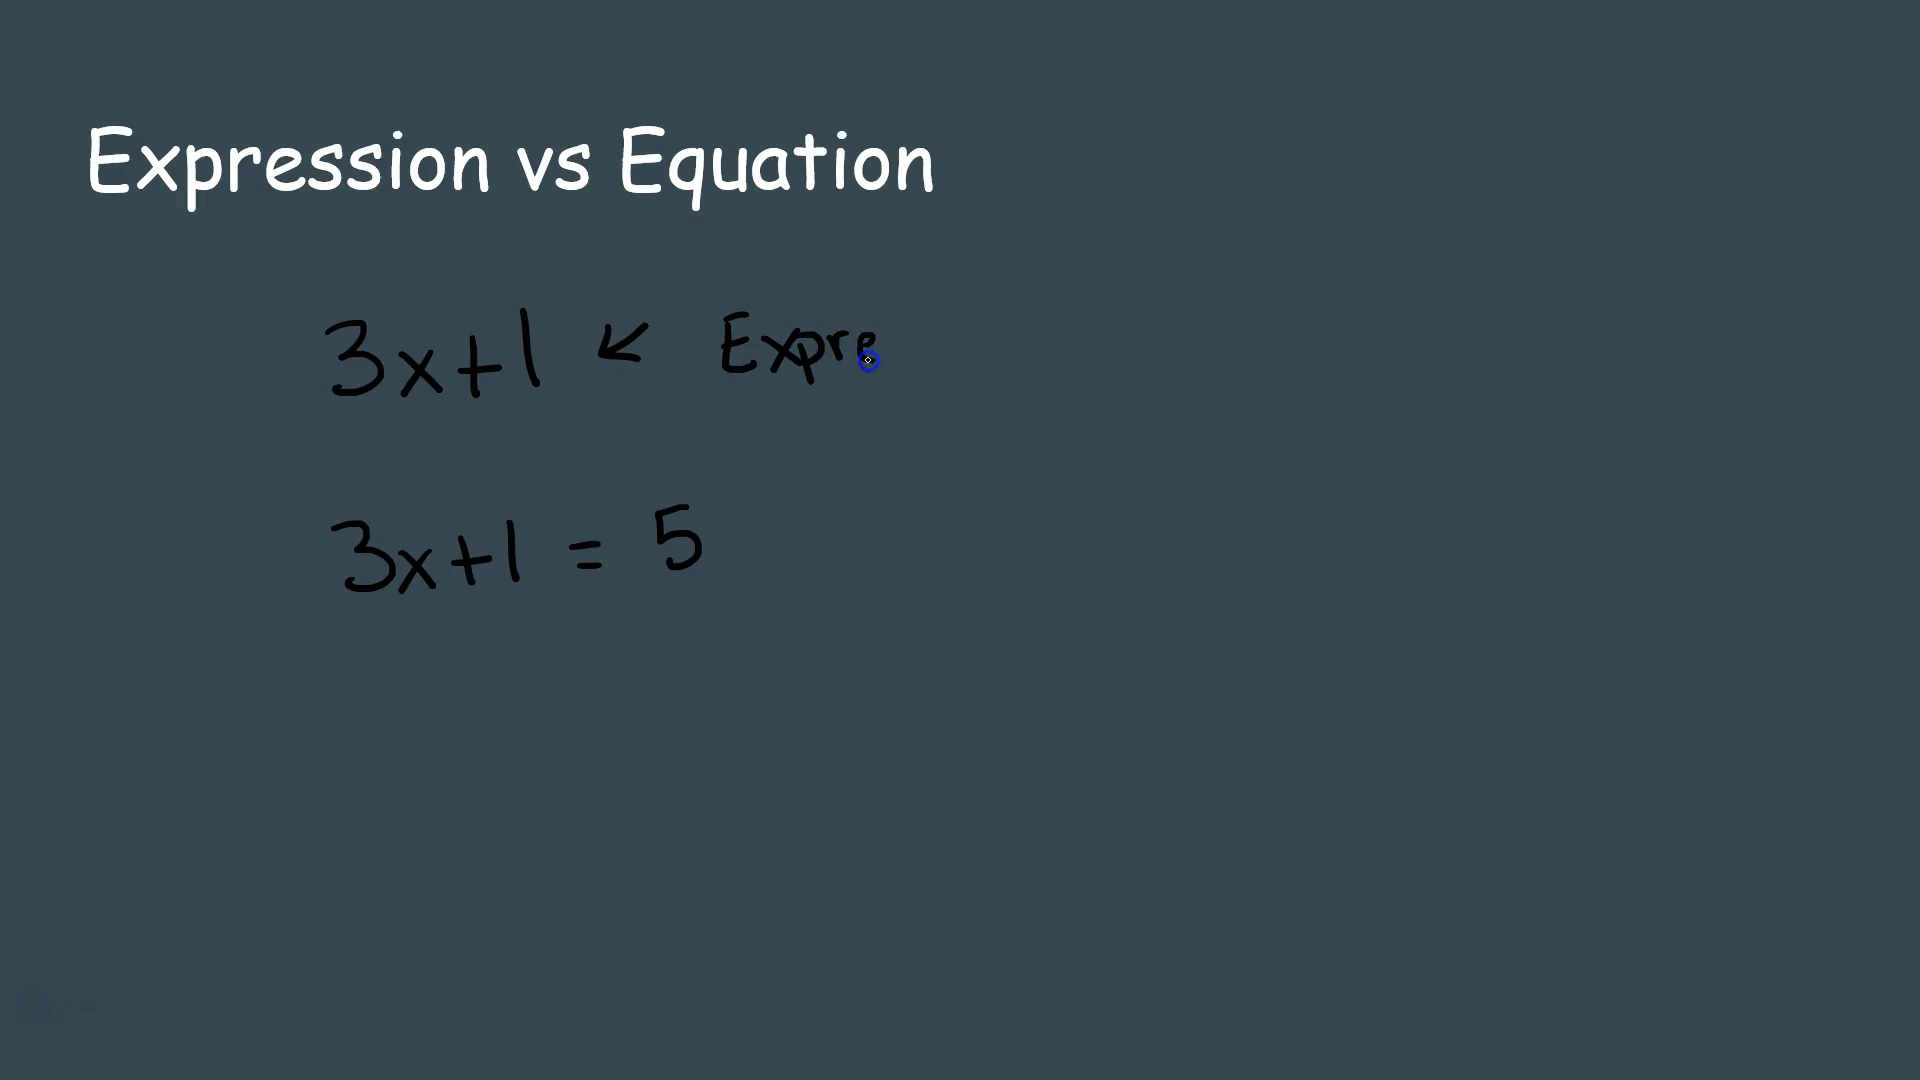 Expression vs Equation
3x+1 ↙ Expre
3x+1 = 5